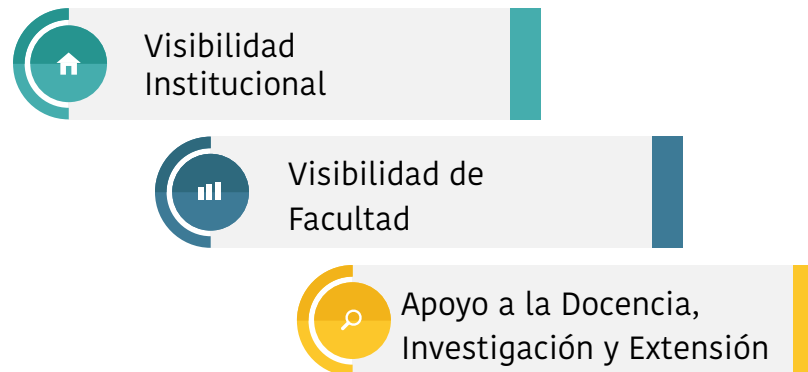 Visibilidad
Institucional
Visibilidad de
Facultad
Apoyo a la Docencia,
Investigación y Extensión